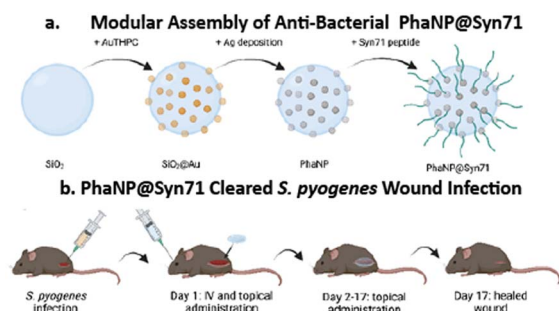 a. Modular Assembly of Anti-Bacterial PhaNP@Syn71
+ AuTHPC + Ag deposition + Syn71 peptide
SiO₂ SiO₂@Au PhaNP PhaNP@Syn71
b. PhaNP@Syn71 Cleared S. pyogenes Wound Infection
S. pyogenes Day 1: IV and topical Day 2-17: topical Day 17: healed
infection administration administration wound